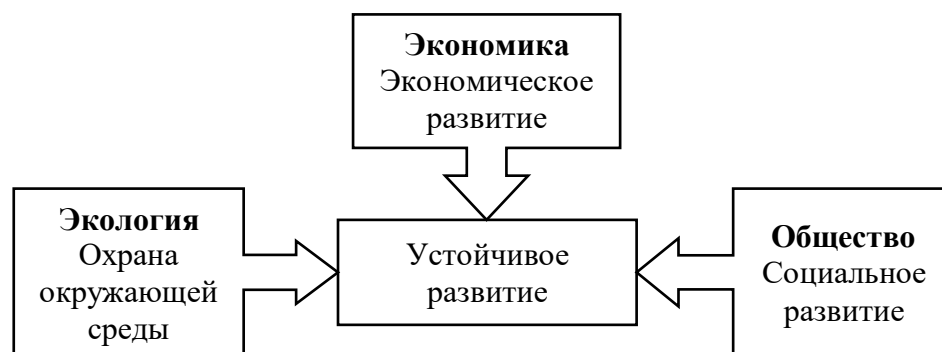 Экономика
Экономическое
развитие
Экология
Охрана
окружающей
среды
Устойчивое
развитие
Общество
Социальное
развитие